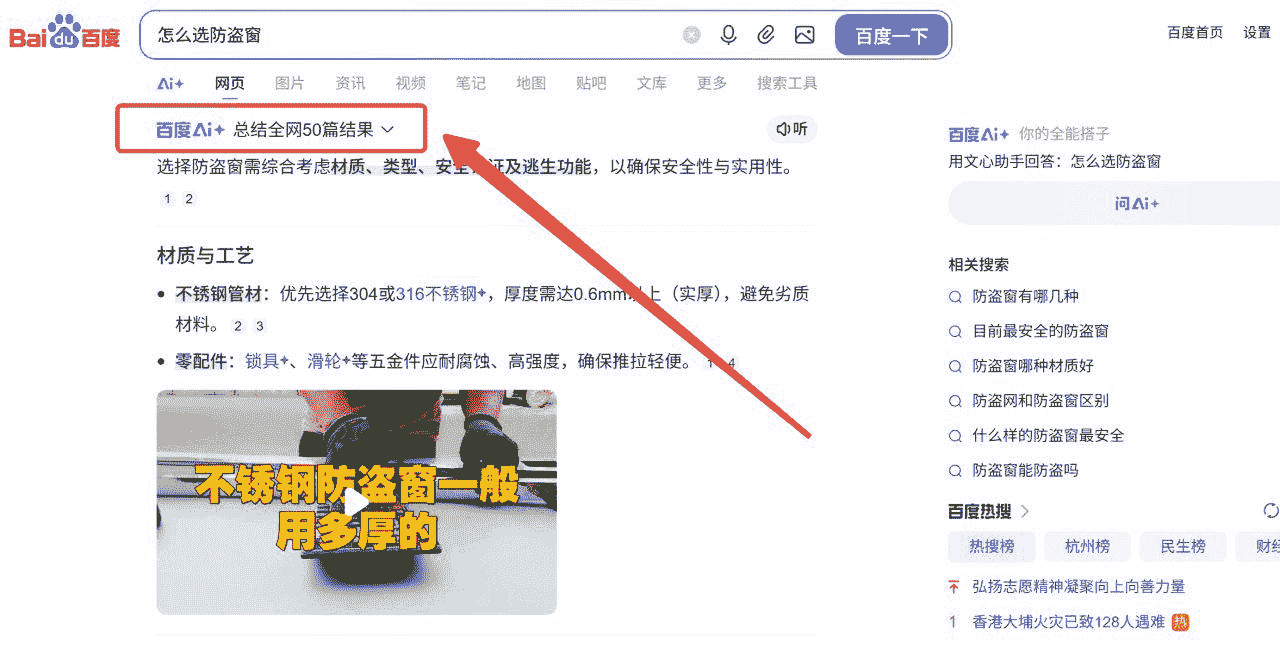 Bai du 百度
怎么选防盗窗
百度一下
百度首页 设置
Ai+ 网页 图片 资讯 视频 笔记 地图 贴吧 文库 更多 搜索工具
百度Ai+ 总结全网50篇结果
听
选择防盗窗需综合考虑材质、类型、安全 证及逃生功能，以确保安全性与实用性。
1 2
材质与工艺
不锈钢管材：优先选择304或316不锈钢，厚度需达0.6mm以上（实厚），避免劣质
材料。 2 3
零配件：锁具、滑轮等五金件应耐腐蚀、高强度，确保推拉轻便。 1 4
不锈钢防盗窗一般
用多厚的
百度Ai+ 你的全能搭子
用文心助手回答：怎么选防盗窗
问Ai+
相关搜索
防盗窗有哪几种
目前最安全的防盗窗
防盗窗哪种材质好
防盗网和防盗窗区别
什么样的防盗窗最安全
防盗窗能防盗吗
百度热搜
热搜榜 杭州榜 民生榜 财经
弘扬志愿精神凝聚向上向善力量
1 香港大埔火灾已致128人遇难 热